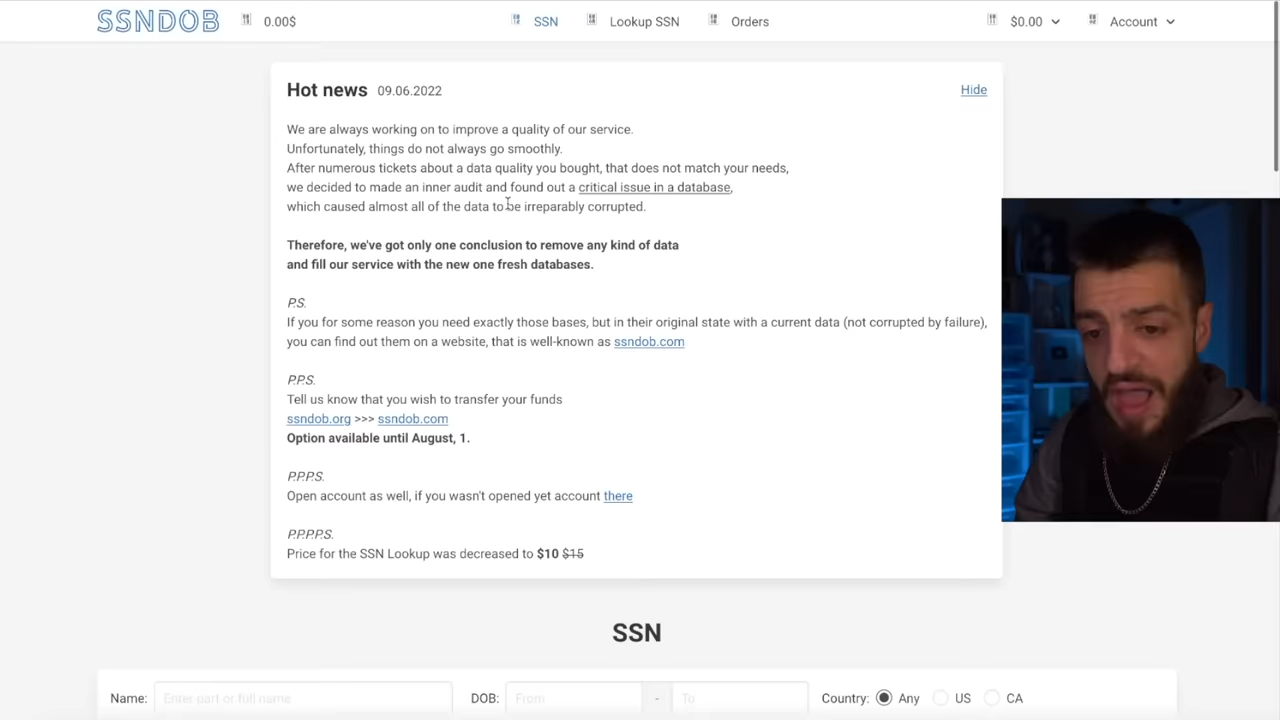 SSNDOB 0.00$ SSN Lookup SSN Orders $0.00 Account
Hot news 09.06.2022 Hide
We are always working on to improve a quality of our service.
Unfortunately, things do not always go smoothly.
After numerous tickets about a data quality you bought, that does not match your needs,
we decided to made an inner audit and found out a critical issue in a database,
which caused almost all of the data to be irreparably corrupted.
Therefore, we've got only one conclusion to remove any kind of data
and fill our service with the new one fresh databases.
P.S.
If you for some reason you need exactly those bases, but in their original state with a current data (not corrupted by failure),
you can find out them on a website, that is well-known as ssndob.com
P.P.S.
Tell us know that you wish to transfer your funds
ssndob.org >>> ssndob.com
Option available until August, 1.
P.P.P.S.
Open account as well, if you wasn't opened yet account there
P.P.P.P.S.
Price for the SSN Lookup was decreased to $10 $15
SSN
Name: Enter part or full name DOB: From - To Country: Any US CA